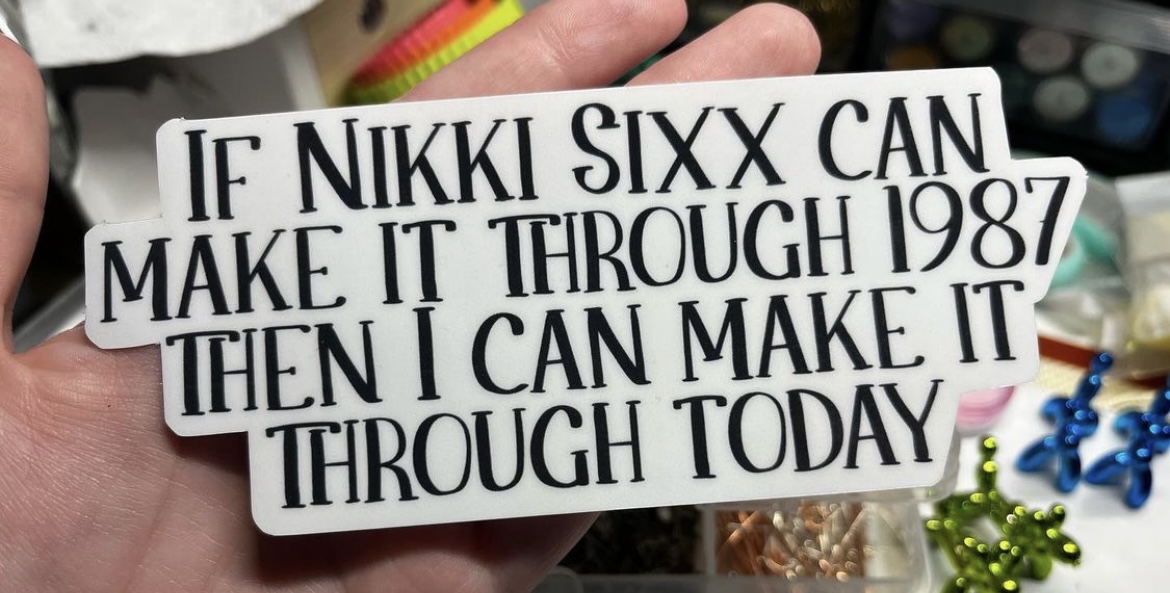 If Nikki Sixx can
make it through 1987
then I can make it
through today